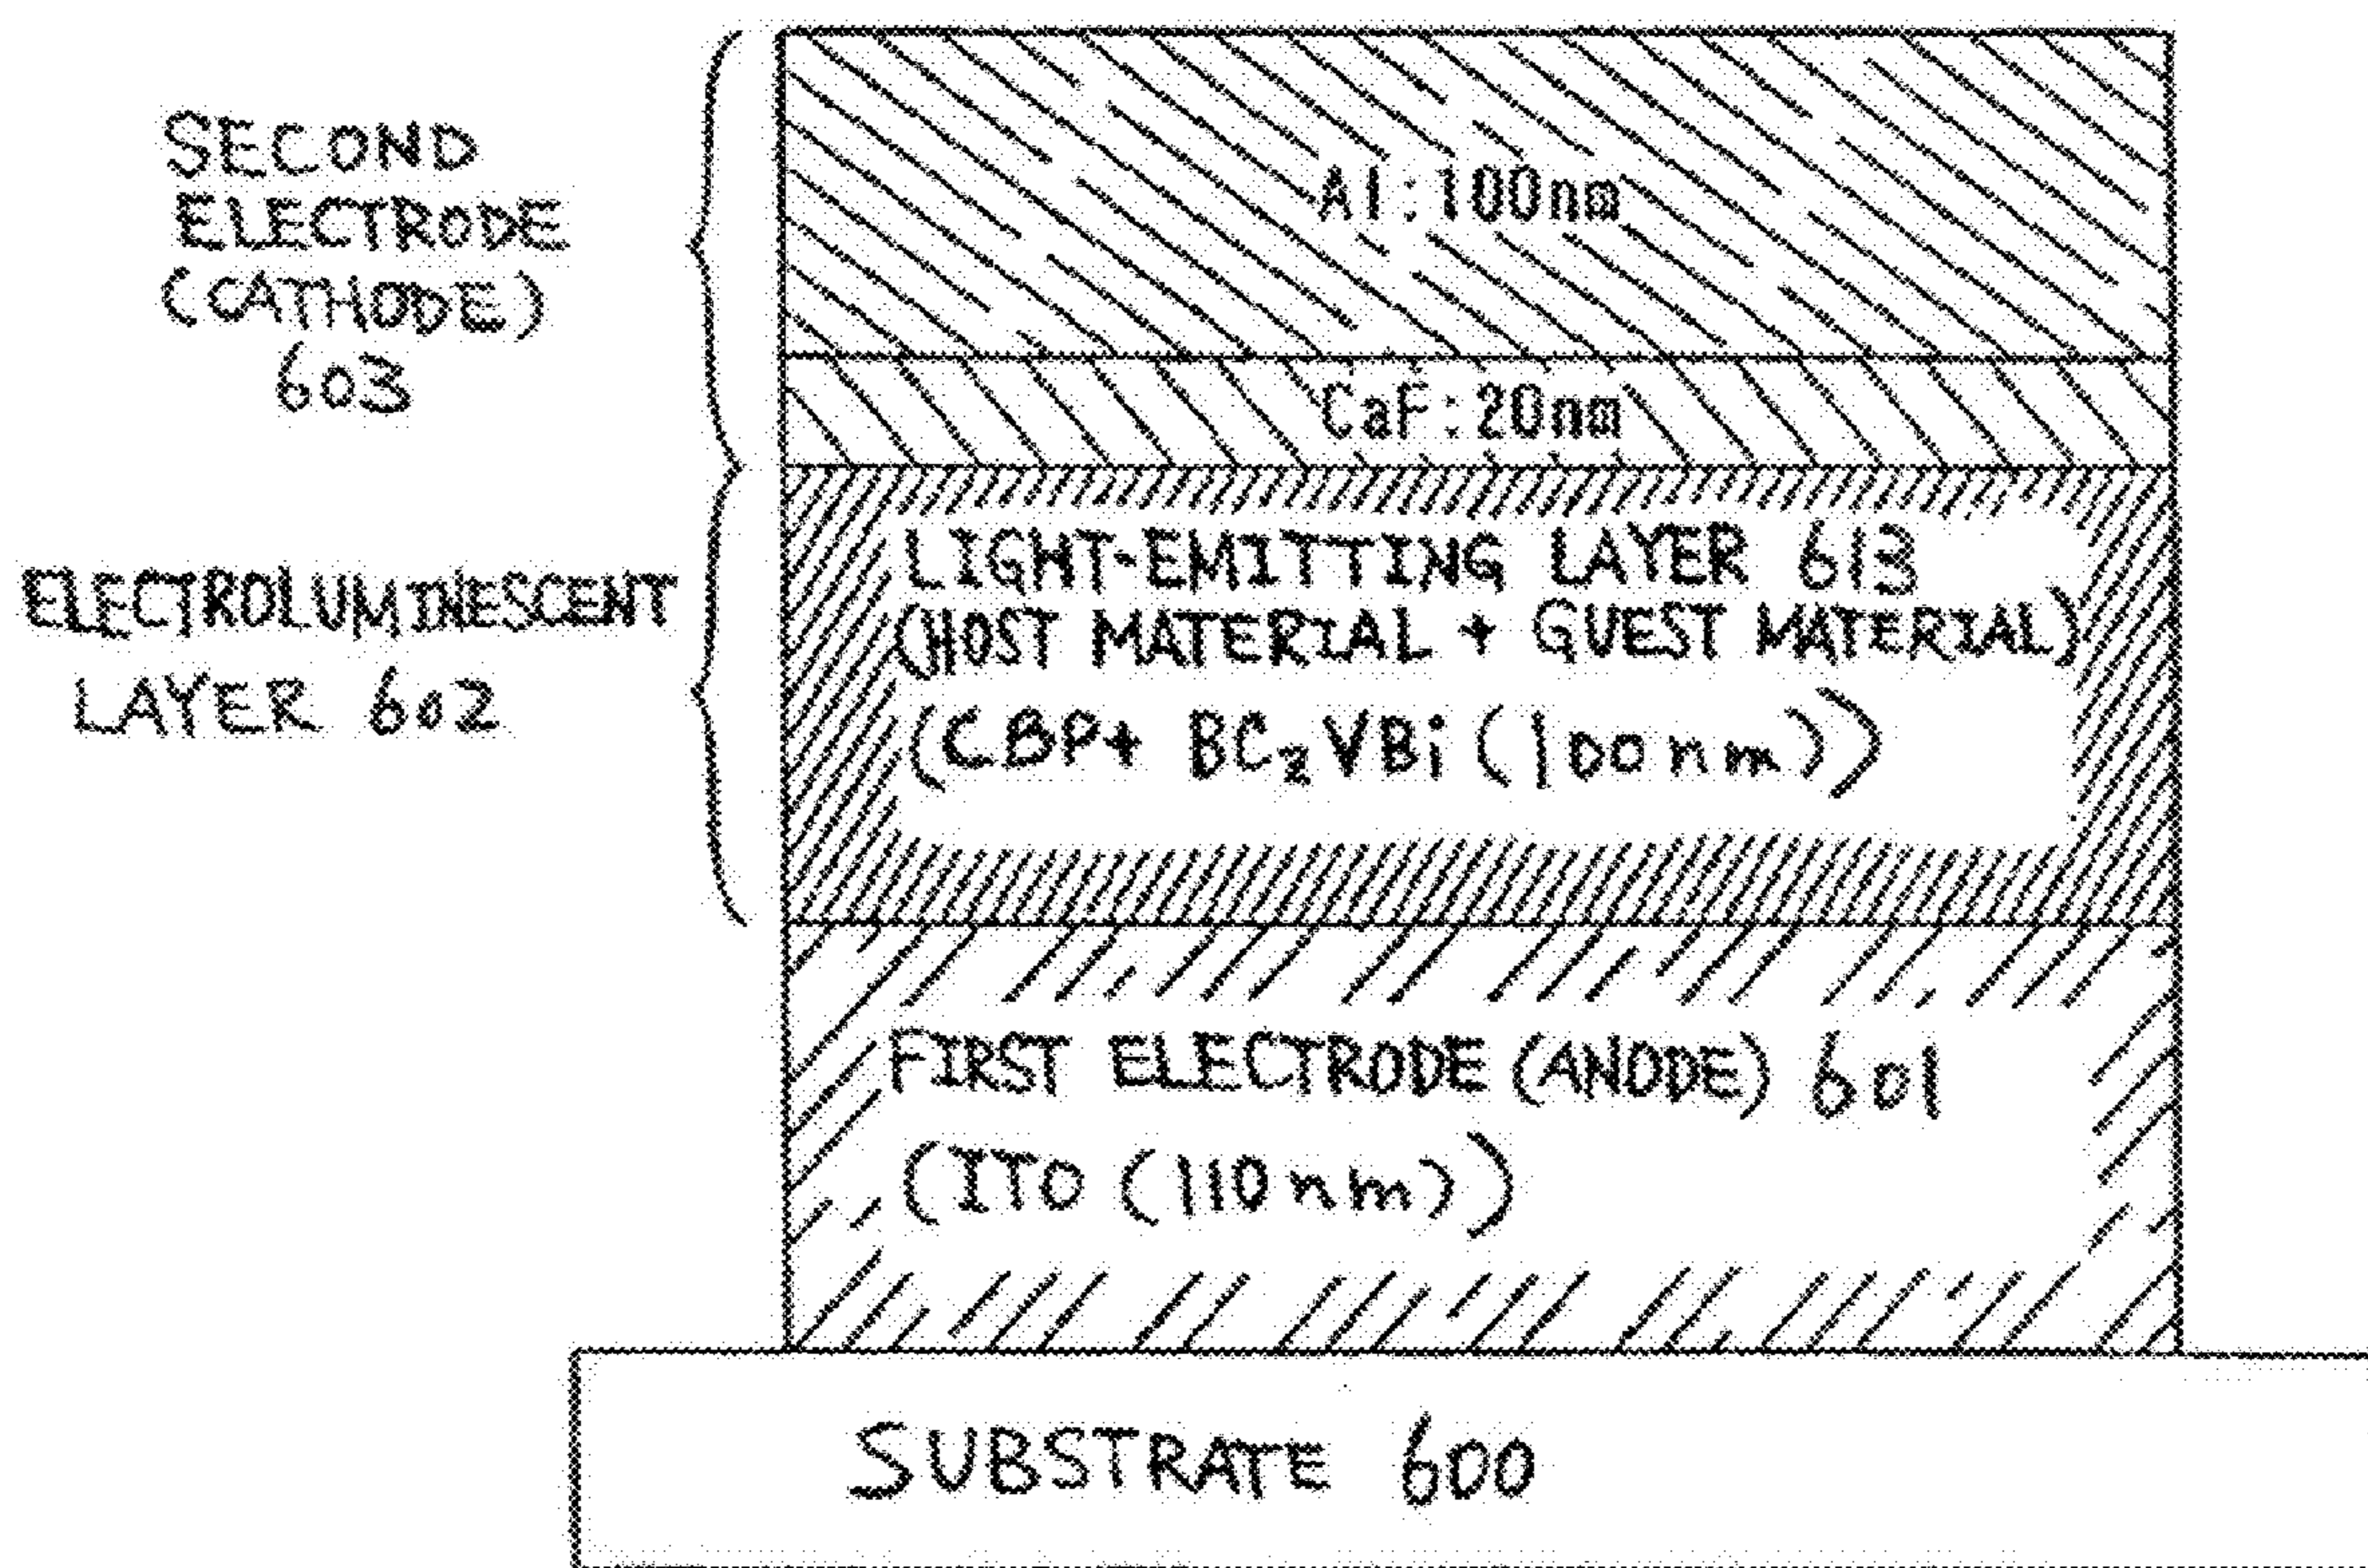 SECOND
ELECTRODE
(CATHODE)
603
Al:100nm
CaF:20nm
ELECTROLUMINESCENT
LAYER 602
LIGHT-EMITTING LAYER 613
(HOST MATERIAL + GUEST MATERIAL)
(CBP+ BC₂VBi (100nm))
FIRST ELECTRODE (ANODE) 601
(ITO (110nm))
SUBSTRATE 600